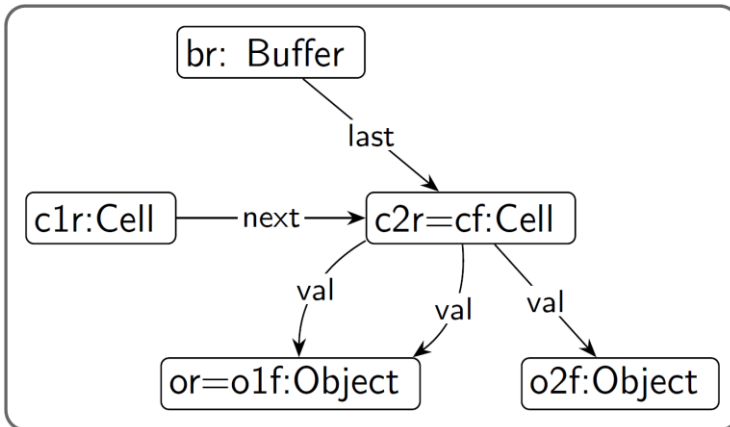 br: Buffer
last
c1r:Cell
next
c2r=cf:Cell
val
val
val
or=o1f:Object
o2f:Object